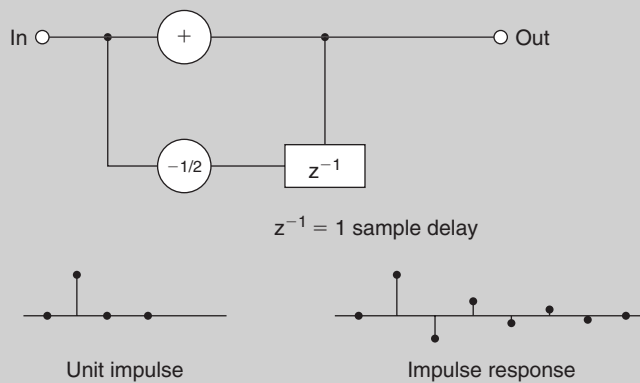 In
+
Out
−1/2
z⁻¹
z⁻¹ = 1 sample delay
Unit impulse
Impulse response